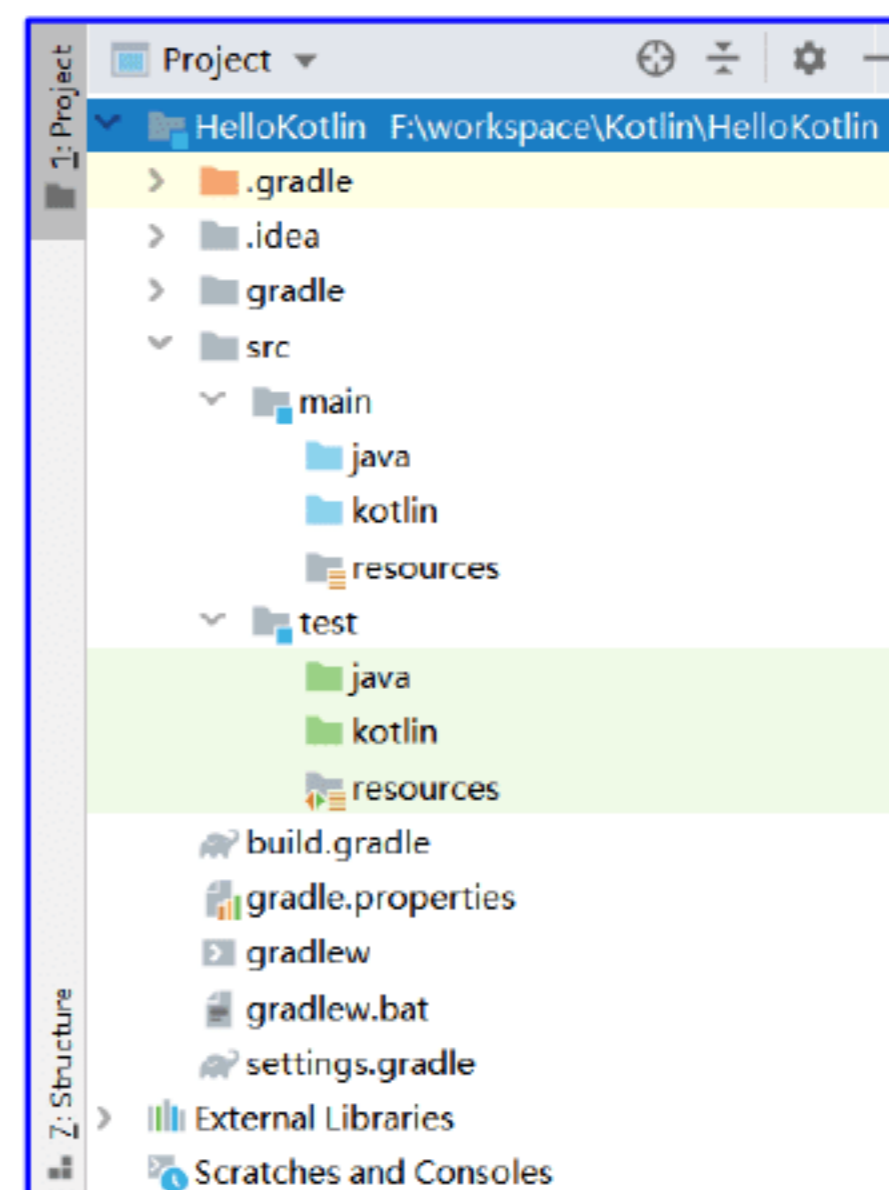 1: Project
Project
HelloKotlin F:\workspace\Kotlin\HelloKotlin
.gradle
.idea
gradle
src
main
java
kotlin
resources
test
java
kotlin
resources
build.gradle
gradle.properties
gradlew
gradlew.bat
settings.gradle
7: Structure
External Libraries
Scratches and Consoles